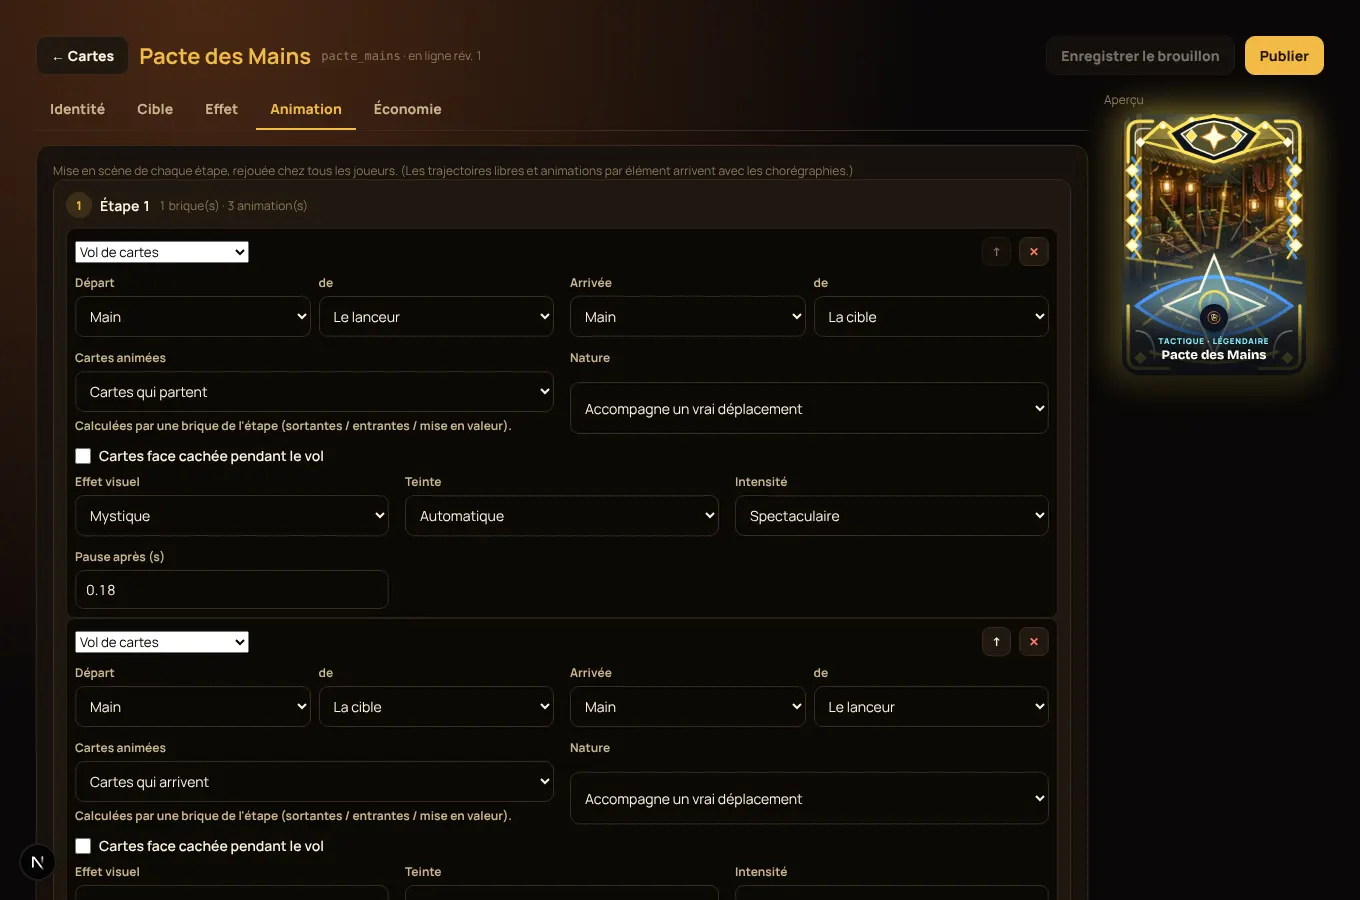 ← Cartes
Pacte des Mains
pacte_mains · en ligne rév. 1
Enregistrer le brouillon
Publier
Identité
Cible
Effet
Animation
Économie
Aperçu
Mise en scène de chaque étape, rejouée chez tous les joueurs. (Les trajectoires libres et animations par élément arrivent avec les chorégraphies.)
1 Étape 1 1 brique(s) · 3 animation(s)
Vol de cartes
↑ ×
Départ de Arrivée de
Main Le lanceur Main La cible
Cartes animées Nature
Cartes qui partent
Accompagne un vrai déplacement
Calculées par une brique de l'étape (sortantes / entrantes / mise en valeur).
Cartes face cachée pendant le vol
Effet visuel Teinte Intensité
Mystique Automatique Spectaculaire
Pause après (s)
0.18
Vol de cartes
↑ ×
Départ de Arrivée de
Main La cible Main Le lanceur
Cartes animées Nature
Cartes qui arrivent
Accompagne un vrai déplacement
Calculées par une brique de l'étape (sortantes / entrantes / mise en valeur).
Cartes face cachée pendant le vol
Effet visuel Teinte Intensité
TACTIQUE · LÉGENDAIRE
Pacte des Mains
N